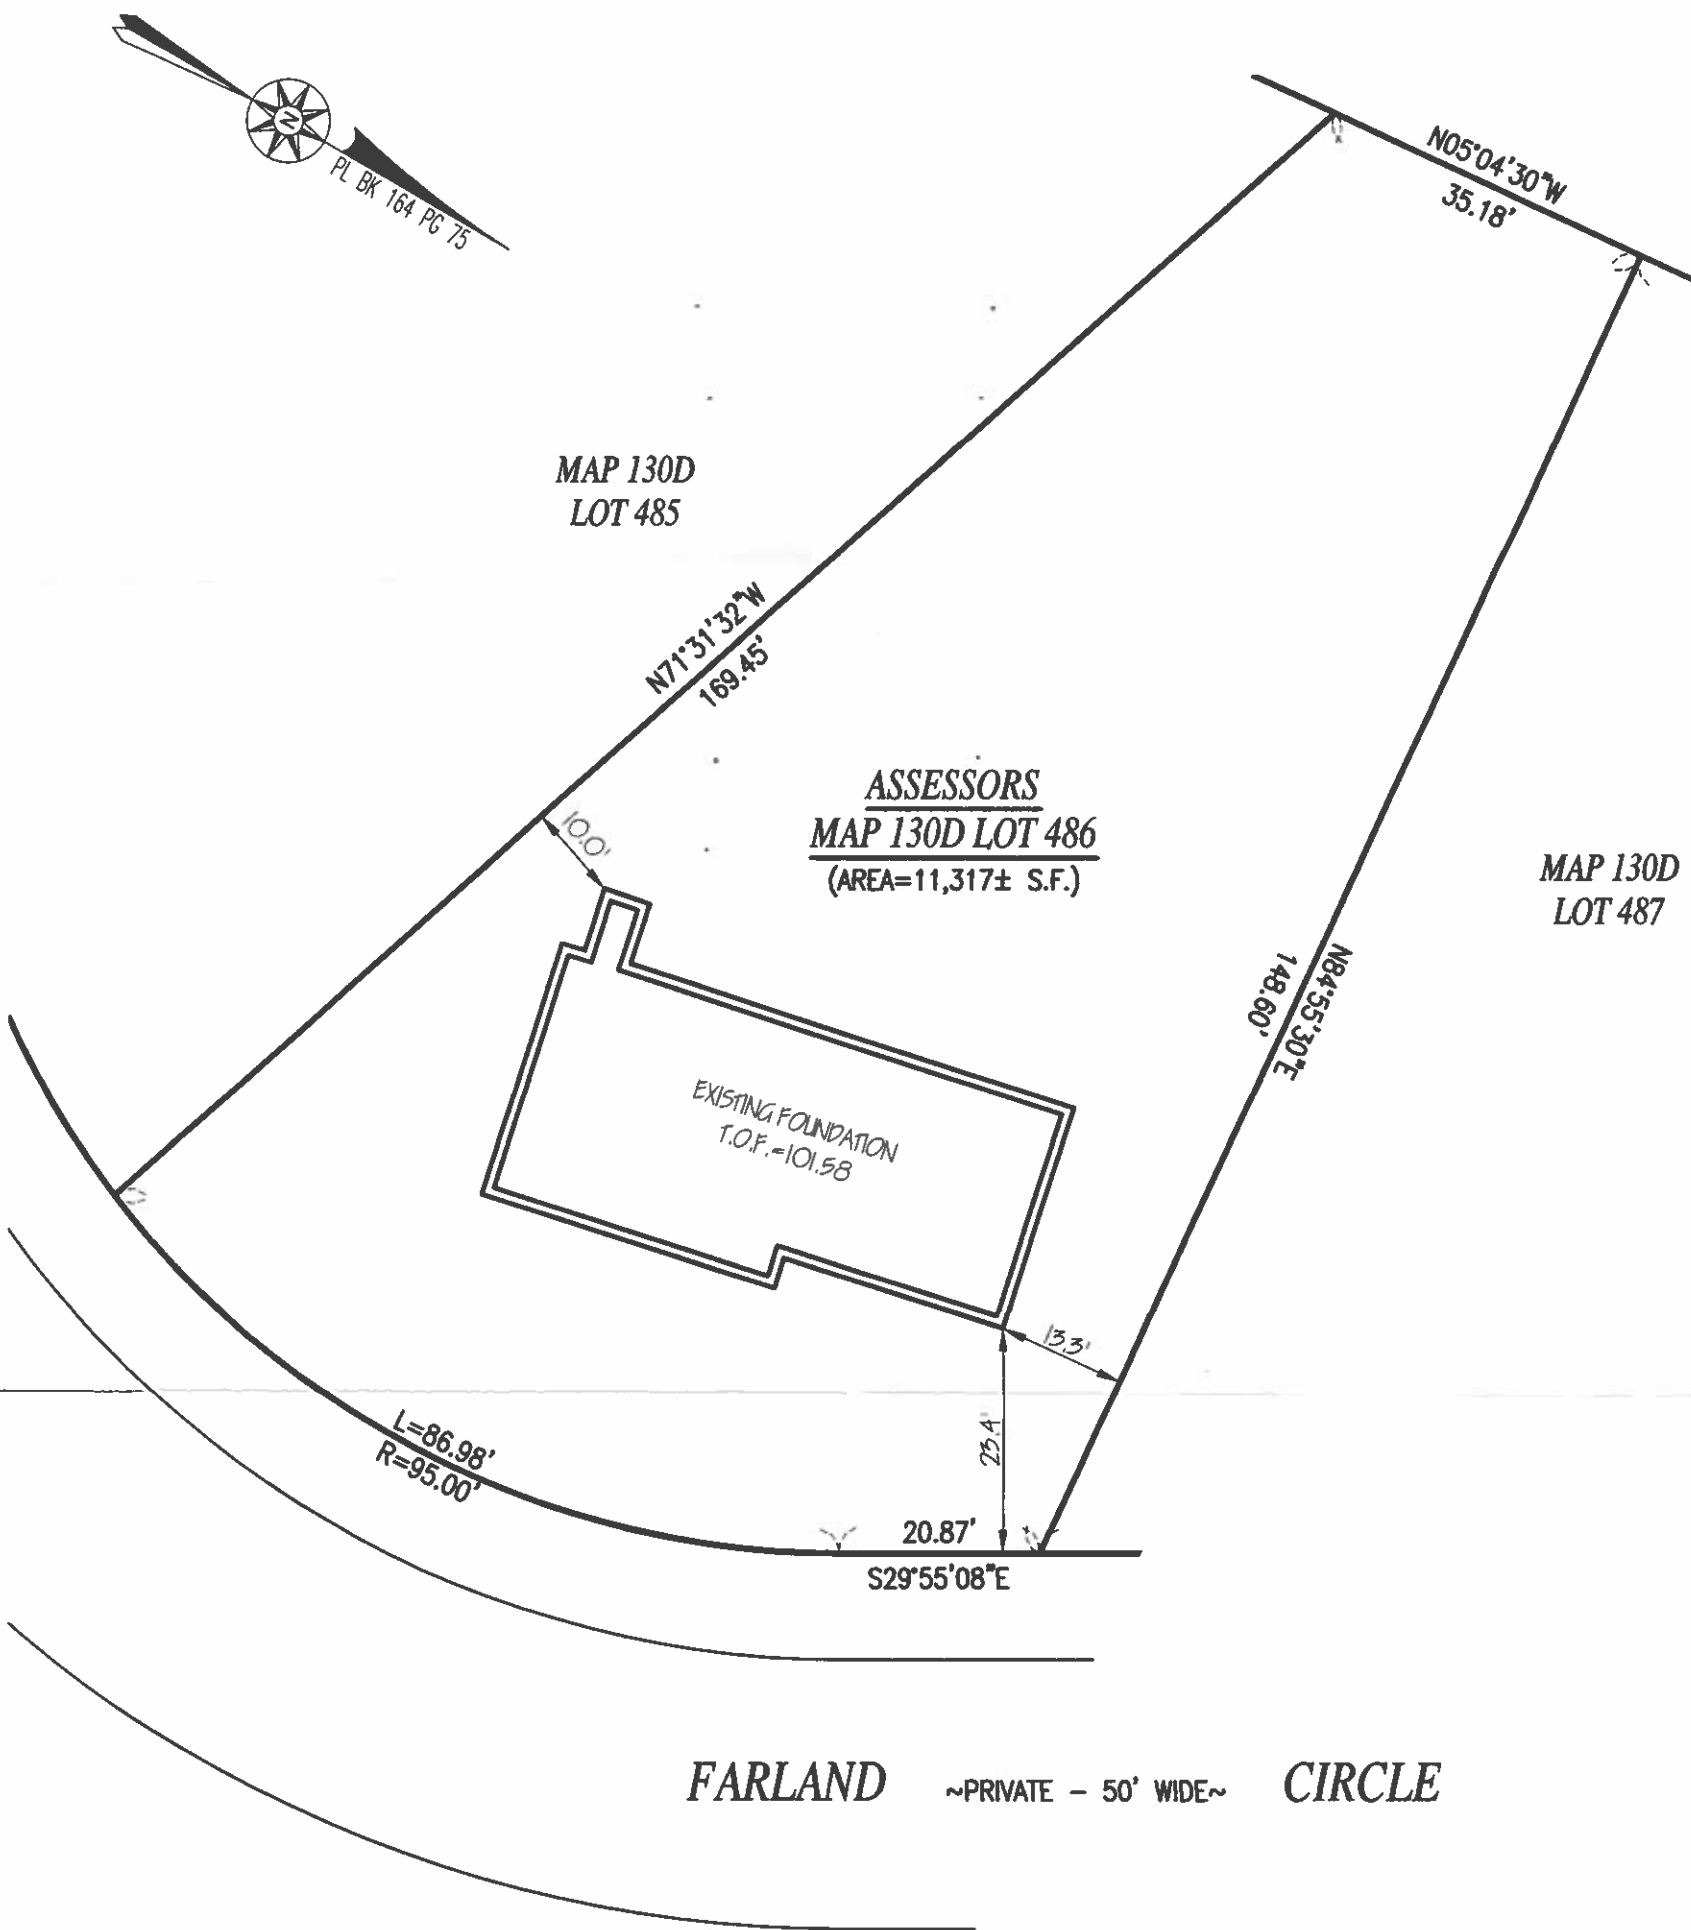 N
PL BK 164 PG 75
N05°04'30"W
35.18'
MAP 130D
LOT 485
N71°31'32"W
169.45'
ASSESSORS
MAP 130D LOT 486
(AREA=11,317± S.F.)
10.0'
MAP 130D
LOT 487
N84°55'30"E
148.60'
EXISTING FOUNDATION
T.O.F.=101.58
13.3'
23.4'
L=86.98'
R=95.00'
20.87'
S29°55'08"E
FARLAND ~PRIVATE - 50' WIDE~ CIRCLE